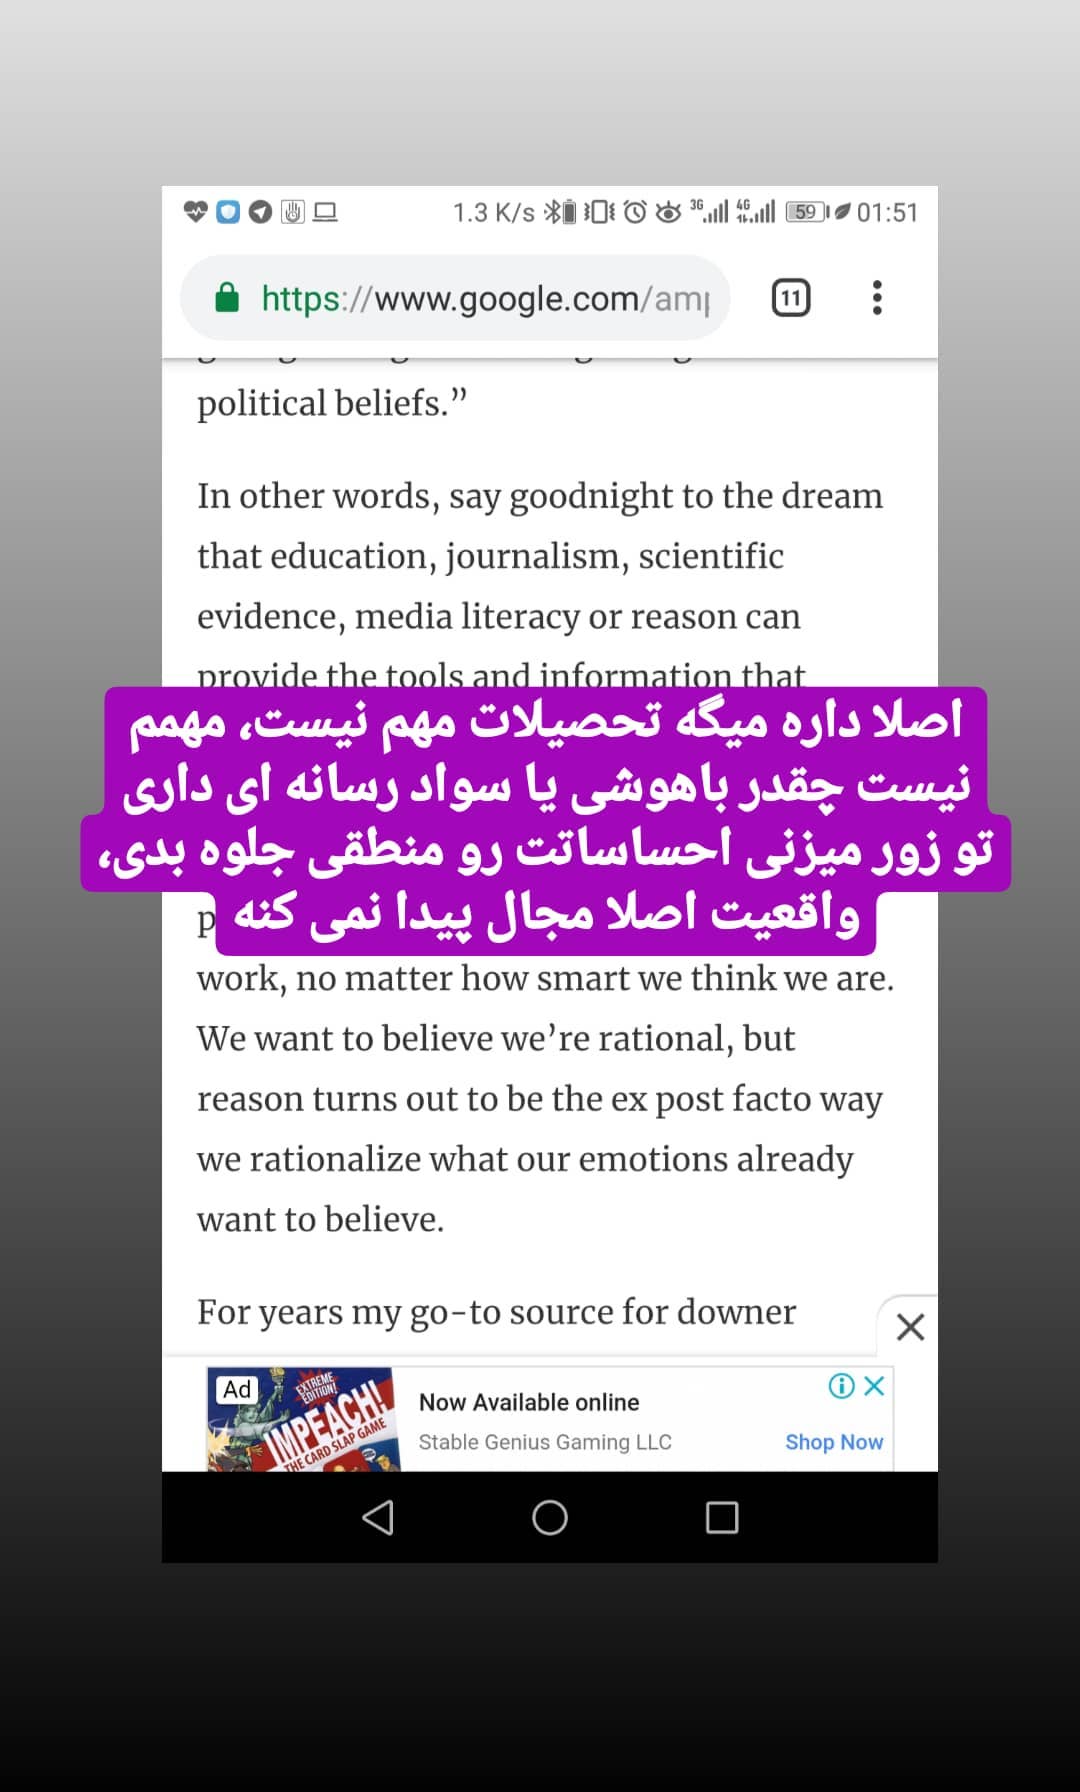 1.3 K/s 3G 4G 59 01:51
https://www.google.com/amp
11
political beliefs.”
In other words, say goodnight to the dream
that education, journalism, scientific
evidence, media literacy or reason can
provide the tools and information that
اصلا داره میگه تحصیلات مهم نیست، مهمم
نیست چقدر باهوشی یا سواد رسانه ای داری
تو زور میزنی احساساتت رو منطقی جلوه بدی،
واقعیت اصلا مجال پیدا نمی کنه
work, no matter how smart we think we are.
We want to believe we’re rational, but
reason turns out to be the ex post facto way
we rationalize what our emotions already
want to believe.
For years my go-to source for downer
Ad
EXTREME
EDITION!
IMPEACH!
THE CARD SLAP GAME
Now Available online
Stable Genius Gaming LLC
Shop Now